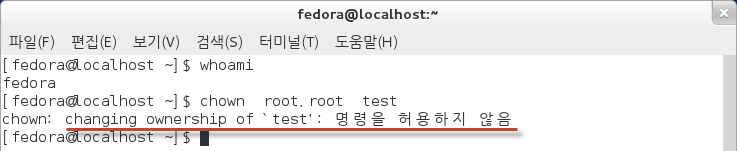 fedora@localhost:~
파일(F) 편집(E) 보기(V) 검색(S) 터미널(T) 도움말(H)
[fedora@localhost ~]$ whoami
fedora
[fedora@localhost ~]$ chown  root.root  test
chown: changing ownership of `test': 명령을 허용하지 않음
[fedora@localhost ~]$